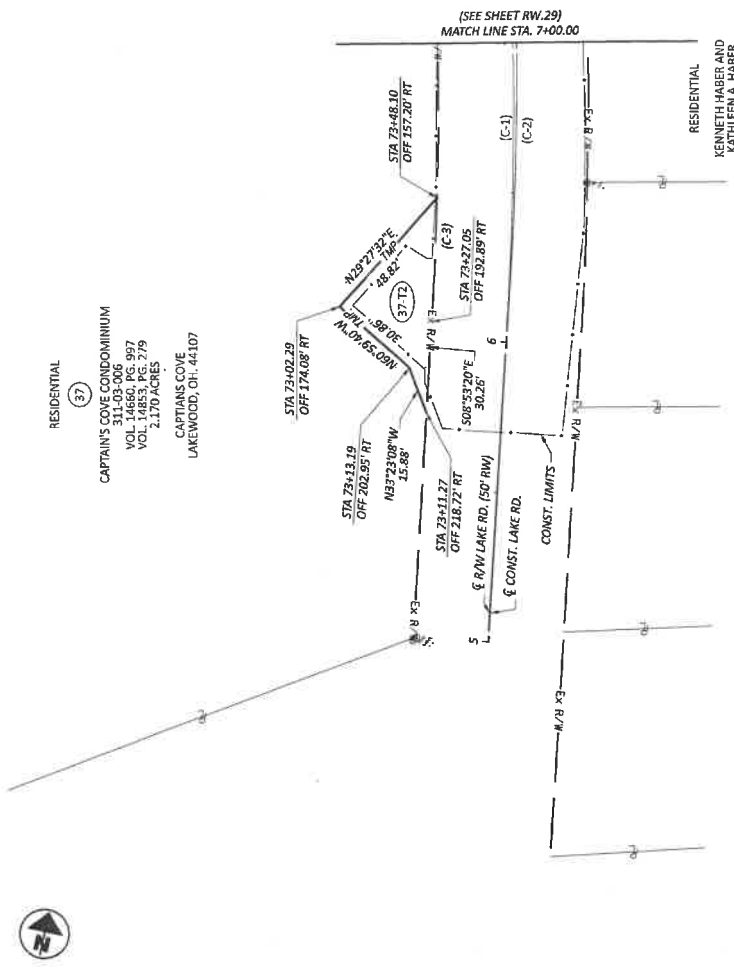 (SEE SHEET RW.29)
MATCH LINE STA. 7+00.00
RESIDENTIAL
37
CAPTAIN'S COVE CONDOMINIUM
311-03-006
VOL. 14660, PG. 997
VOL. 14853, PG. 279
2.170 ACRES
CAPTIANS COVE
LAKEWOOD, OH. 44107
STA 73+48.10
OFF 157.20' RT
N29°27'32"E
TMP
48.82'
STA 73+02.29
OFF 174.08' RT
N60°59'40"W
TMP.
30.86'
37-T2
(C-3)
STA 73+27.05
OFF 192.89' RT
STA 73+13.19
OFF 202.95' RT
N33°23'08"W
15.88'
STA 73+11.27
OFF 218.72' RT
S08°53'20"E
30.26'
Ex R/W
(C-1)
(C-2)
6
5
℄ R/W LAKE RD. (50' RW)
℄ CONST. LAKE RD.
CONST. LIMITS
Ex R/W
Ex R/W
Ex R/W
Ex R/W
RESIDENTIAL
KENNETH HABER AND
KATHLEEN A. HABER
N